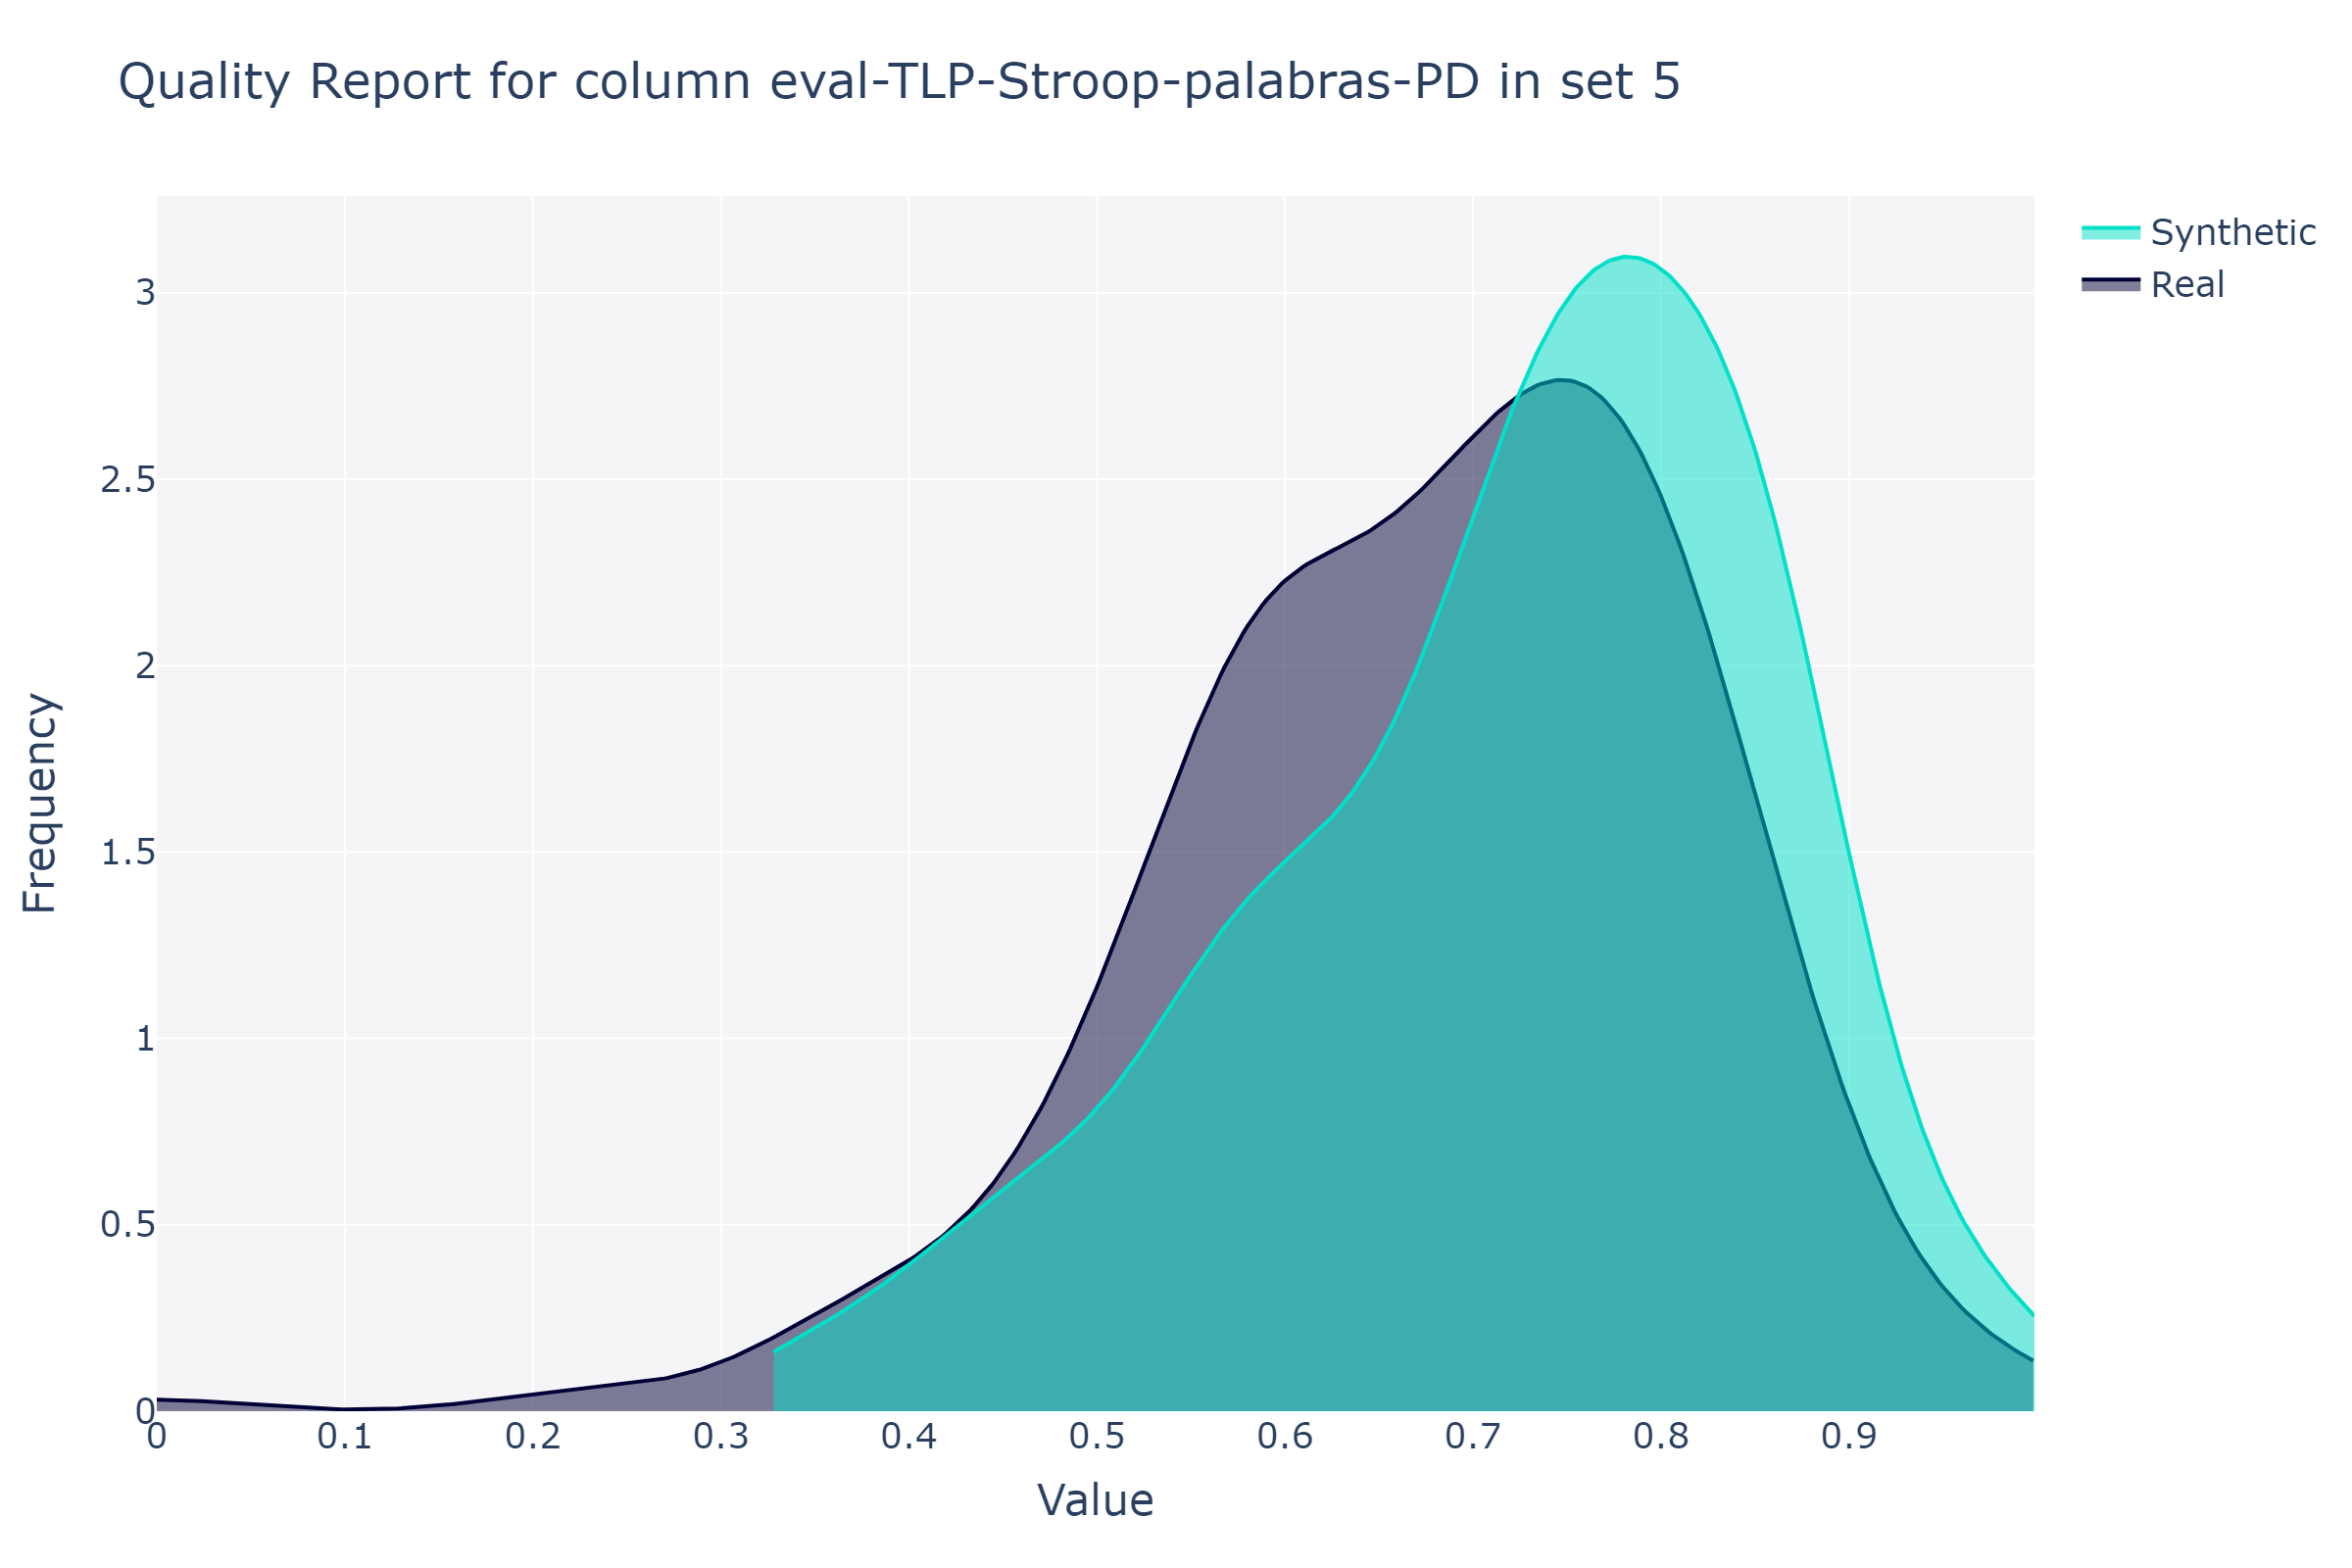 Quality Report for column eval-TLP-Stroop-palabras-PD in set 5
Synthetic
Real
3
2.5
2
1.5
1
0.5
0
Frequency
0 0.1 0.2 0.3 0.4 0.5 0.6 0.7 0.8 0.9
Value